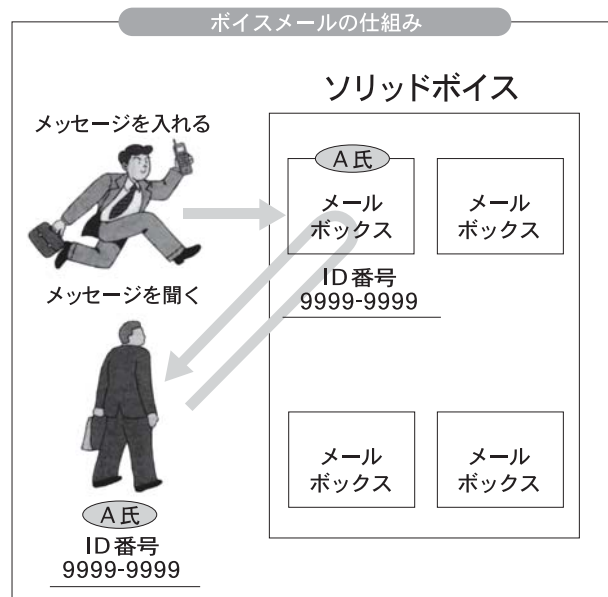 ボイスメールの仕組み
ソリッドボイス
メッセージを入れる
A氏
メール
ボックス
メール
ボックス
ID番号
9999-9999
メッセージを聞く
メール
ボックス
メール
ボックス
A氏
ID番号
9999-9999